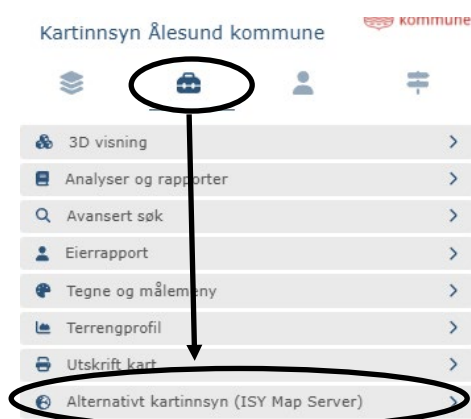 kommune
Kartinnsyn Ålesund kommune
3D visning
Analyser og rapporter
Avansert søk
Eierrapport
Tegne og målemeny
Terrengprofil
Utskrift kart
Alternativt kartinnsyn (ISY Map Server)